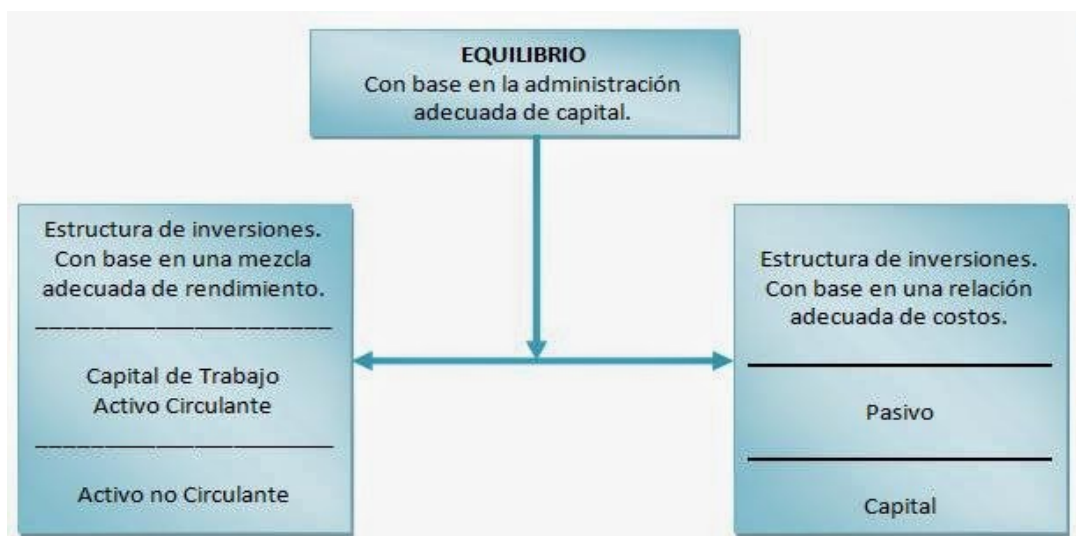 EQUILIBRIO
Con base en la administración
adecuada de capital.
Estructura de inversiones.
Con base en una mezcla
adecuada de rendimiento.
Capital de Trabajo
Activo Circulante
Activo no Circulante
Estructura de inversiones.
Con base en una relación
adecuada de costos.
Pasivo
Capital